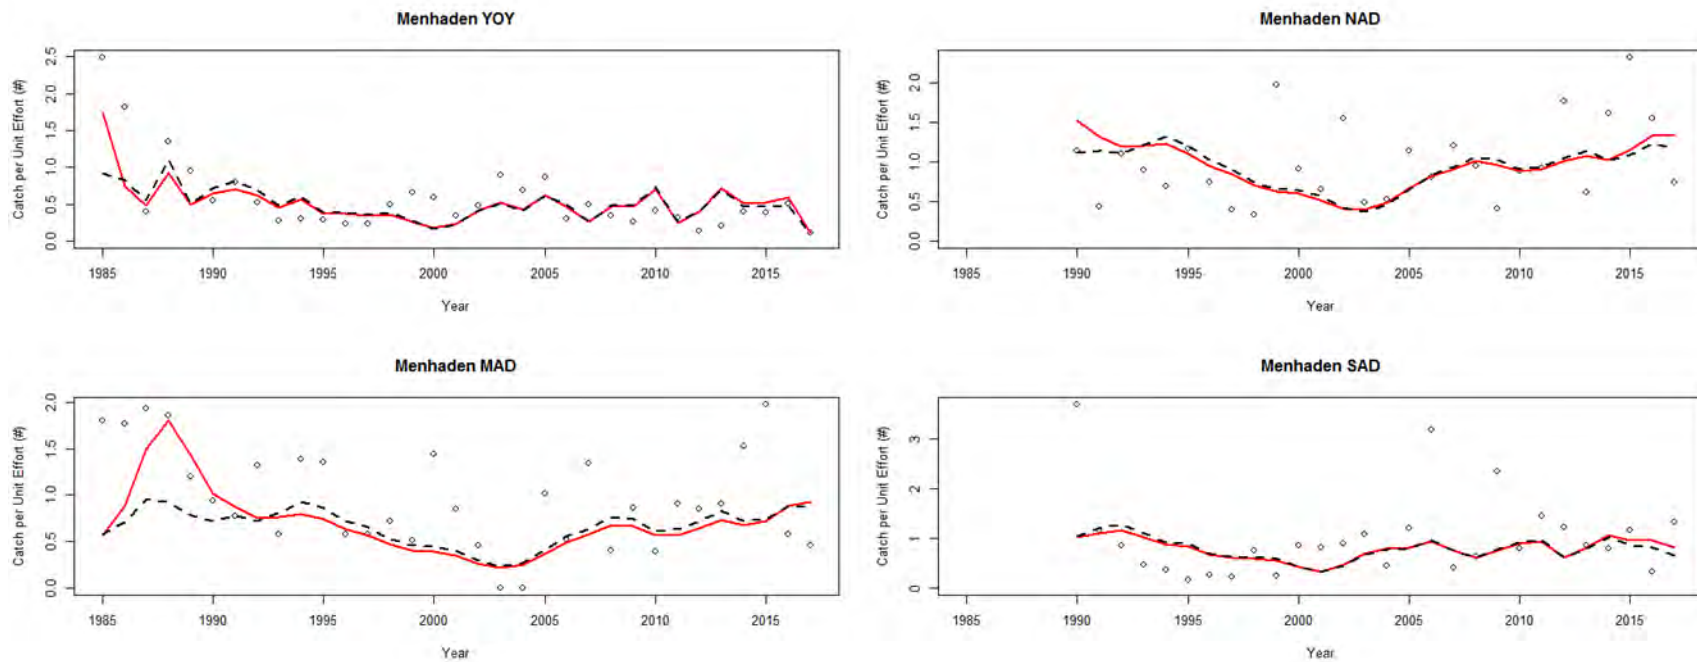 Menhaden YOY
Catch per Unit Effort (#)
0.0 0.5 1.0 1.5 2.0 2.5
1985 1990 1995 2000 2005 2010 2015
Year
Menhaden NAD
Catch per Unit Effort (#)
0.0 0.5 1.0 1.5 2.0
1985 1990 1995 2000 2005 2010 2015
Year
Menhaden MAD
Catch per Unit Effort (#)
0.0 0.5 1.0 1.5 2.0
1985 1990 1995 2000 2005 2010 2015
Year
Menhaden SAD
Catch per Unit Effort (#)
0 1 2 3
1985 1990 1995 2000 2005 2010 2015
Year